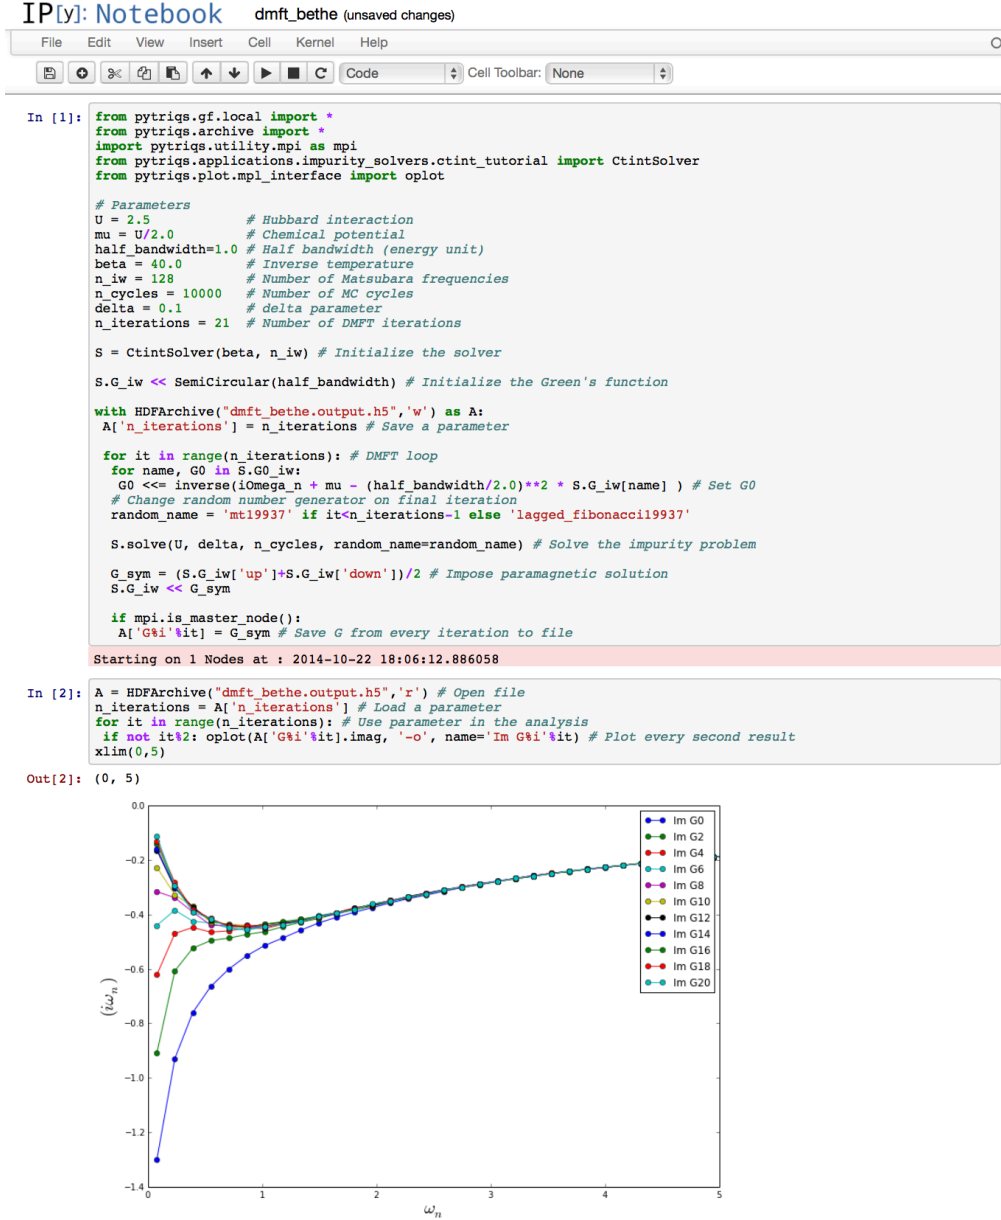 IP[y]: Notebook dmft_bethe (unsaved changes)
File Edit View Insert Cell Kernel Help
Code Cell Toolbar: None
In [1]: from pytriqs.gf.local import *
from pytriqs.archive import *
import pytriqs.utility.mpi as mpi
from pytriqs.applications.impurity_solvers.ctint_tutorial import CtintSolver
from pytriqs.plot.mpl_interface import oplot
# Parameters
U = 2.5 # Hubbard interaction
mu = U/2.0 # Chemical potential
half_bandwidth=1.0 # Half bandwidth (energy unit)
beta = 40.0 # Inverse temperature
n_iw = 128 # Number of Matsubara frequencies
n_cycles = 10000 # Number of MC cycles
delta = 0.1 # delta parameter
n_iterations = 21 # Number of DMFT iterations
S = CtintSolver(beta, n_iw) # Initialize the solver
S.G_iw << SemiCircular(half_bandwidth) # Initialize the Green's function
with HDFArchive("dmft_bethe.output.h5",'w') as A:
A['n_iterations'] = n_iterations # Save a parameter
for it in range(n_iterations): # DMFT loop
for name, G0 in S.G0_iw:
G0 <<= inverse(iOmega_n + mu - (half_bandwidth/2.0)**2 * S.G_iw[name] ) # Set G0
# Change random number generator on final iteration
random_name = 'mt19937' if it<n_iterations-1 else 'lagged_fibonacci19937'
S.solve(U, delta, n_cycles, random_name=random_name) # Solve the impurity problem
G_sym = (S.G_iw['up']+S.G_iw['down'])/2 # Impose paramagnetic solution
S.G_iw << G_sym
if mpi.is_master_node():
A['G%i'%it] = G_sym # Save G from every iteration to file
Starting on 1 Nodes at : 2014-10-22 18:06:12.886058
In [2]: A = HDFArchive("dmft_bethe.output.h5",'r') # Open file
n_iterations = A['n_iterations'] # Load a parameter
for it in range(n_iterations): # Use parameter in the analysis
if not it%2: oplot(A['G%i'%it].imag, '-o', name='Im G%i'%it) # Plot every second result
xlim(0,5)
Out[2]: (0, 5)
0.0
−0.2
−0.4
−0.6
−0.8
−1.0
−1.2
−1.4
(iωn)
Im G0
Im G2
Im G4
Im G6
Im G8
Im G10
Im G12
Im G14
Im G16
Im G18
Im G20
0 1 2 3 4 5
ωn